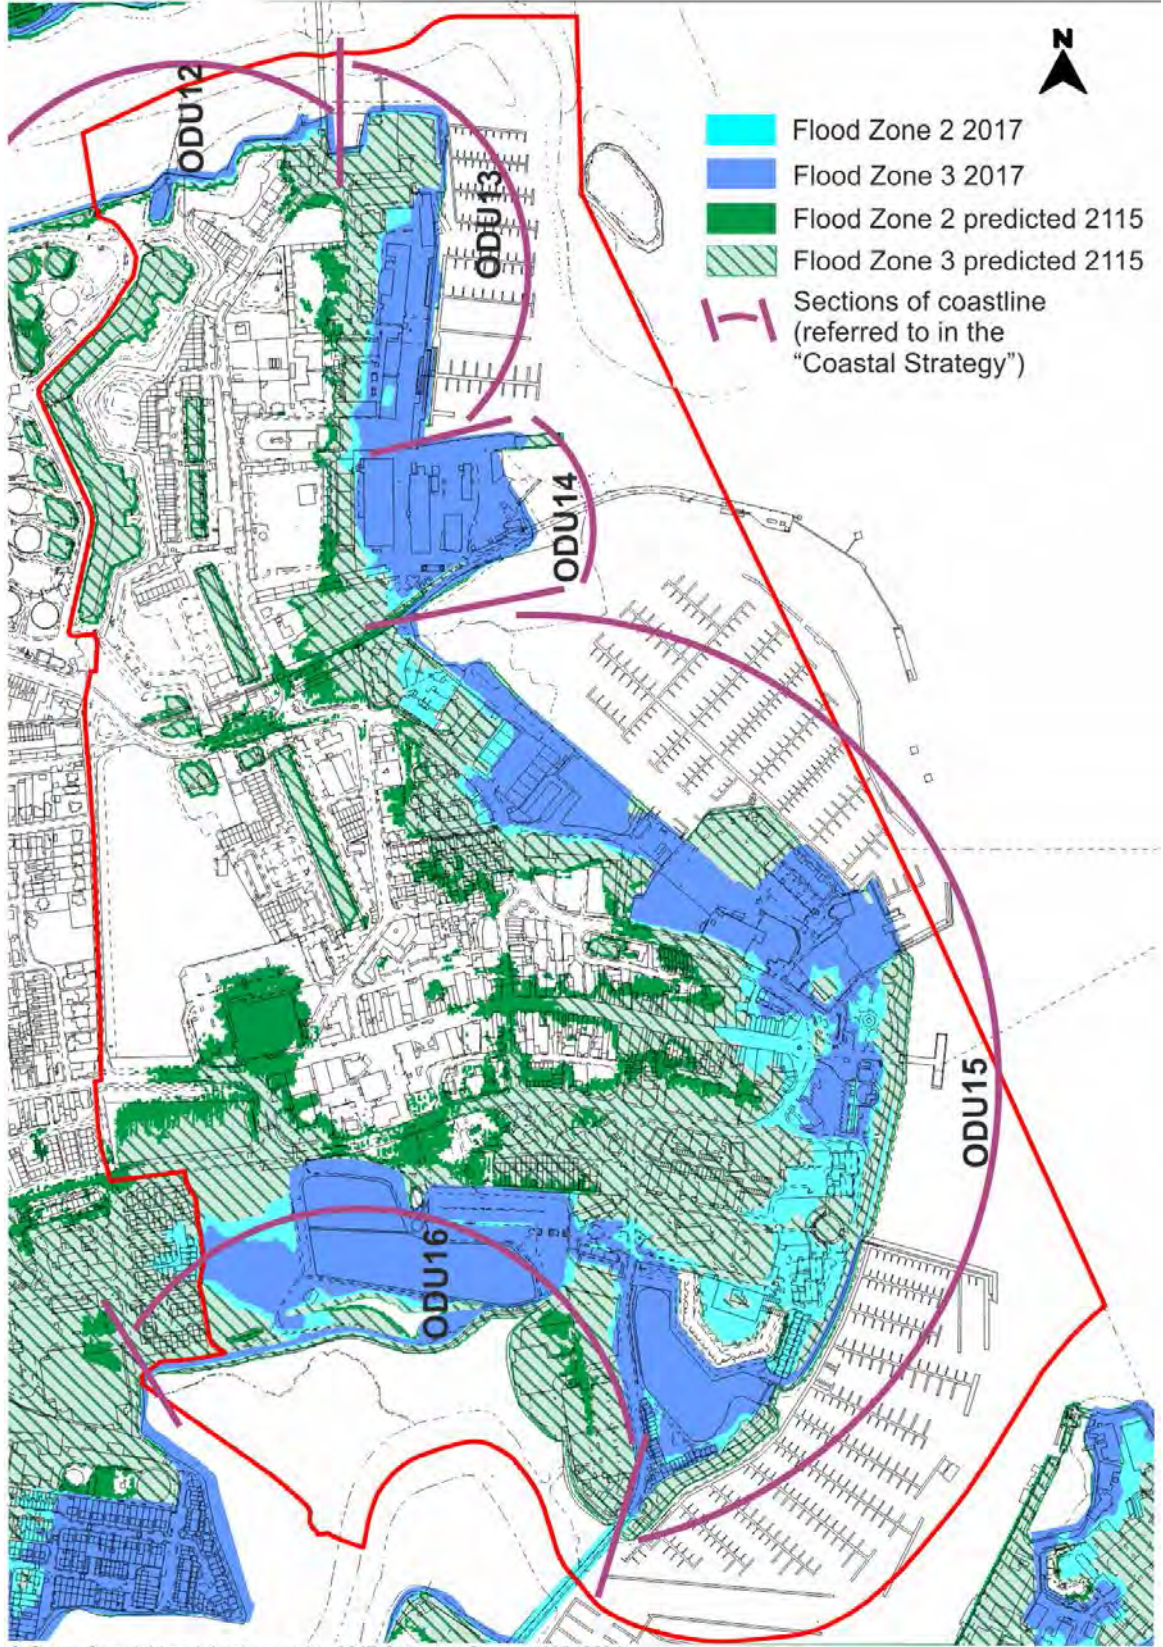 N
Flood Zone 2 2017
Flood Zone 3 2017
Flood Zone 2 predicted 2115
Flood Zone 3 predicted 2115
Sections of coastline
(referred to in the
“Coastal Strategy”)
ODU12
ODU13
ODU14
ODU15
ODU16